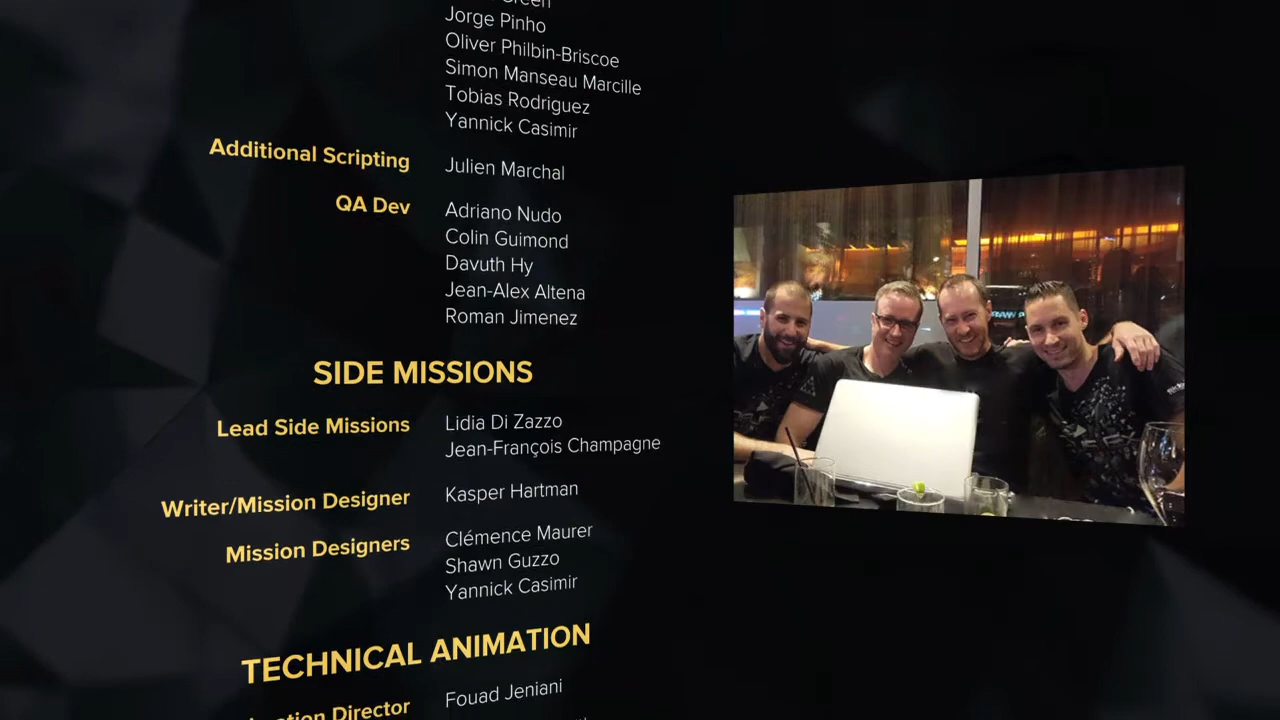 Green
Jorge Pinho
Oliver Philbin-Briscoe
Simon Manseau Marcille
Tobias Rodriguez
Yannick Casimir
Additional Scripting Julien Marchal
QA Dev Adriano Nudo
Colin Guimond
Davuth Hy
Jean-Alex Altena
Roman Jimenez
SIDE MISSIONS
Lead Side Missions Lidia Di Zazzo
Jean-François Champagne
Writer/Mission Designer Kasper Hartman
Mission Designers Clémence Maurer
Shawn Guzzo
Yannick Casimir
TECHNICAL ANIMATION
Director Fouad Jeniani